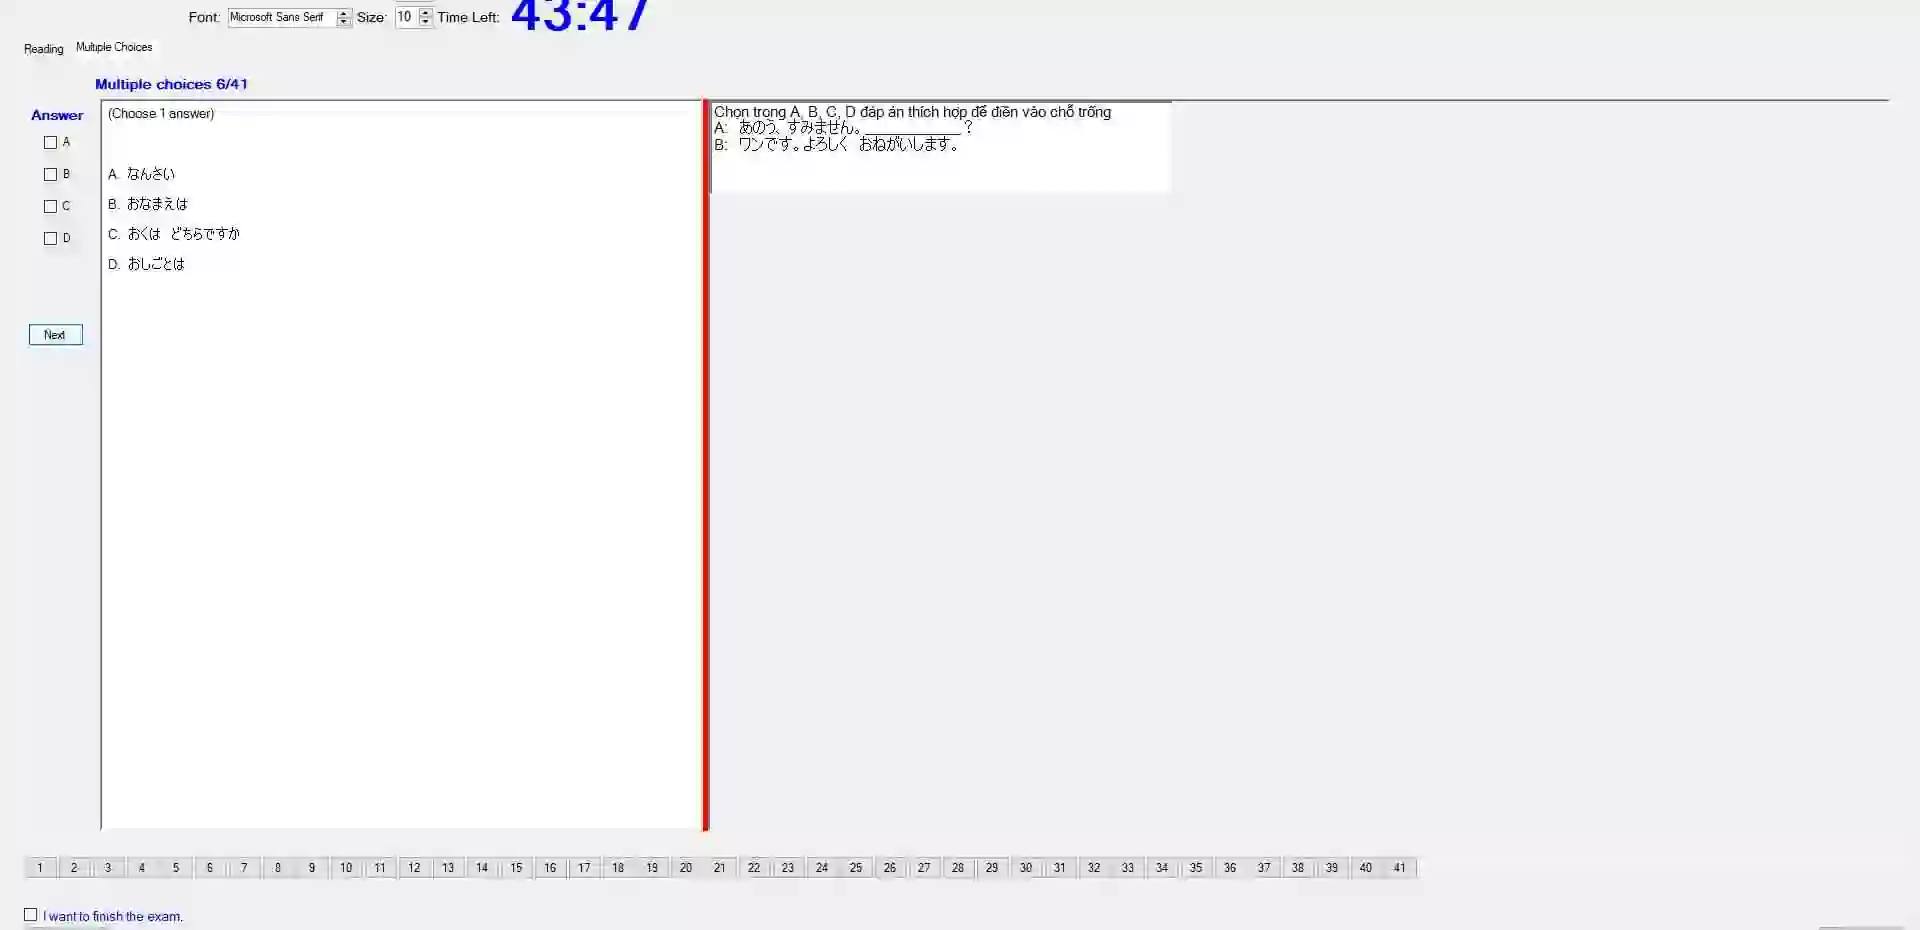 Font: Microsoft Sans Serif Size: 10 Time Left: 43:47
Reading Multiple Choices
Multiple choices 6/41
Answer
A
B
C
D
Next
(Choose 1 answer)
A. なんさい
B. おなまえは
C. おくは どちらですか
D. おしごとは
Chọn trong A, B, C, D đáp án thích hợp để điền vào chỗ trống
A: あのう、すみません。____________?
B: ワンです。よろしく おねがいします。
1 2 3 4 5 6 7 8 9 10 11 12 13 14 15 16 17 18 19 20 21 22 23 24 25 26 27 28 29 30 31 32 33 34 35 36 37 38 39 40 41
I want to finish the exam.